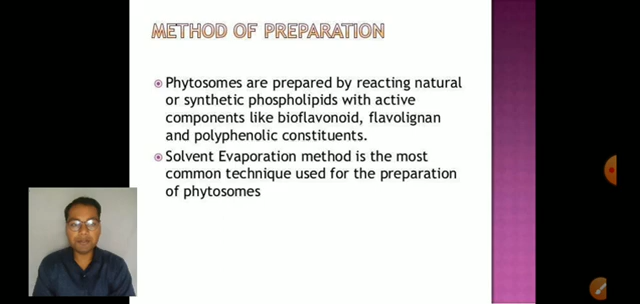 METHOD OF PREPARATION
Phytosomes are prepared by reacting natural
or synthetic phospholipids with active
components like bioflavonoid, flavolignan
and polyphenolic constituents.
Solvent Evaporation method is the most
common technique used for the preparation
of phytosomes